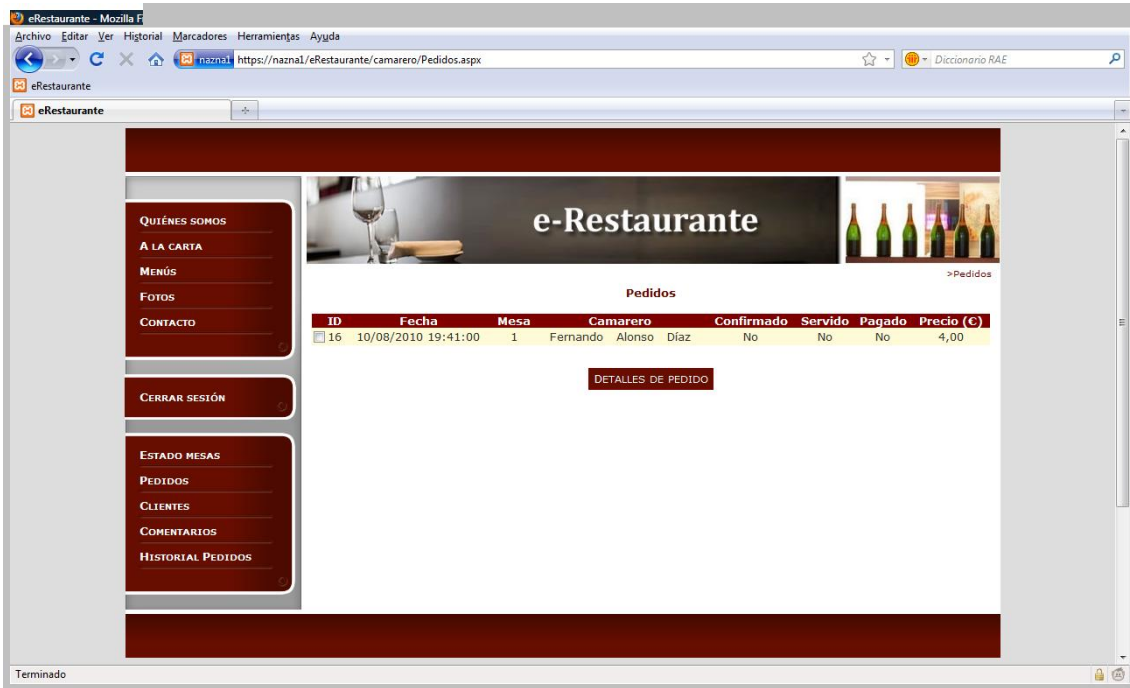 eRestaurante - Mozilla F
Archivo Editar Ver Historial Marcadores Herramientas Ayuda
nazna1 https://nazna1/eRestaurante/camarero/Pedidos.aspx Diccionario RAE
eRestaurante
eRestaurante
e-Restaurante
>Pedidos
QUIÉNES SOMOS
A LA CARTA
MENÚS
FOTOS
CONTACTO
CERRAR SESIÓN
ESTADO MESAS
PEDIDOS
CLIENTES
COMENTARIOS
HISTORIAL PEDIDOS
Pedidos
ID Fecha Mesa Camarero Confirmado Servido Pagado Precio (€)
16 10/08/2010 19:41:00 1 Fernando Alonso Díaz No No No 4,00
DETALLES DE PEDIDO
Terminado